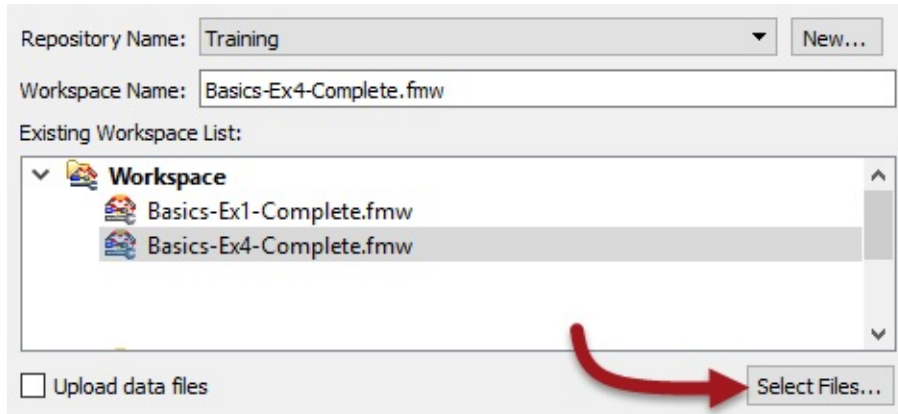 Repository Name: Training New...
Workspace Name: Basics-Ex4-Complete.fmw
Existing Workspace List:
Workspace
Basics-Ex1-Complete.fmw
Basics-Ex4-Complete.fmw
Upload data files Select Files...